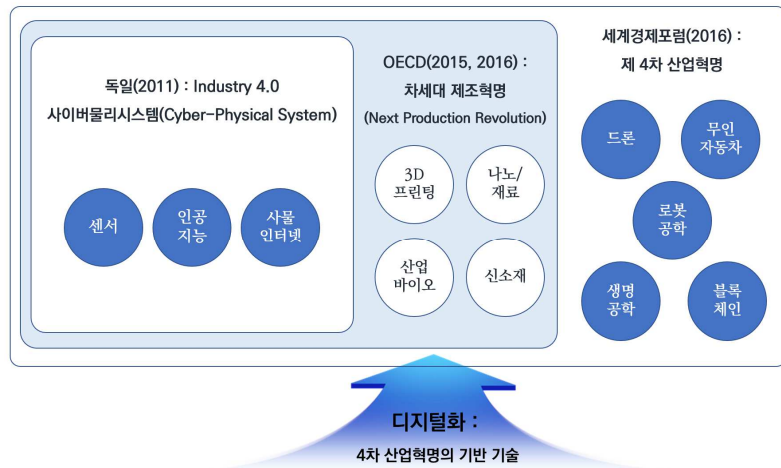 독일(2011) : Industry 4.0
사이버물리시스템(Cyber-Physical System)
센서
인공
지능
사물
인터넷
OECD(2015, 2016) :
차세대 제조혁명
(Next Production Revolution)
3D
프린팅
나노/
재료
산업
바이오
신소재
세계경제포럼(2016) :
제 4차 산업혁명
드론
무인
자동차
로봇
공학
생명
공학
블록
체인
디지털화 :
4차 산업혁명의 기반 기술